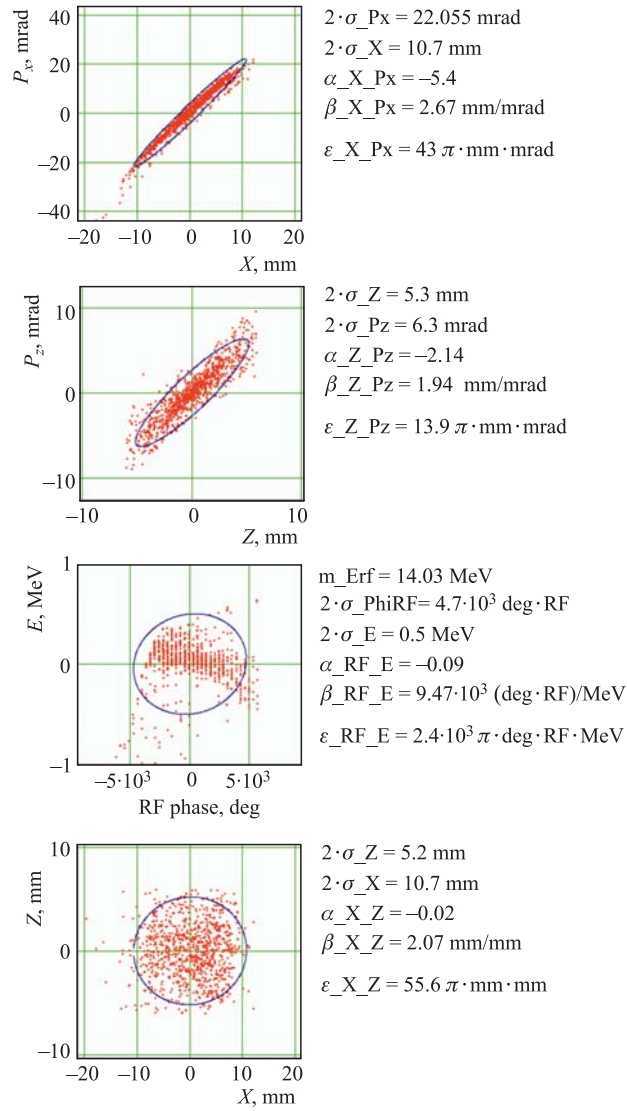 40
20
0
–20
–40
P_x, mrad
–20 –10 0 10 20
X, mm
2·σ_Px = 22.055 mrad
2·σ_X = 10.7 mm
α_X_Px = –5.4
β_X_Px = 2.67 mm/mrad
ε_X_Px = 43 π·mm·mrad
10
0
–10
P_z, mrad
–10 0 10
Z, mm
2·σ_Z = 5.3 mm
2·σ_Pz = 6.3 mrad
α_Z_Pz = –2.14
β_Z_Pz = 1.94 mm/mrad
ε_Z_Pz = 13.9 π·mm·mrad
1
0
–1
E, MeV
–5·10³ 0 5·10³
RF phase, deg
m_Erf = 14.03 MeV
2·σ_PhiRF= 4.7·10³ deg·RF
2·σ_E = 0.5 MeV
α_RF_E = –0.09
β_RF_E = 9.47·10³ (deg·RF)/MeV
ε_RF_E = 2.4·10³ π·deg·RF·MeV
10
0
–10
Z, mm
–20 –10 0 10 20
X, mm
2·σ_Z = 5.2 mm
2·σ_X = 10.7 mm
α_X_Z = –0.02
β_X_Z = 2.07 mm/mm
ε_X_Z = 55.6 π·mm·mm